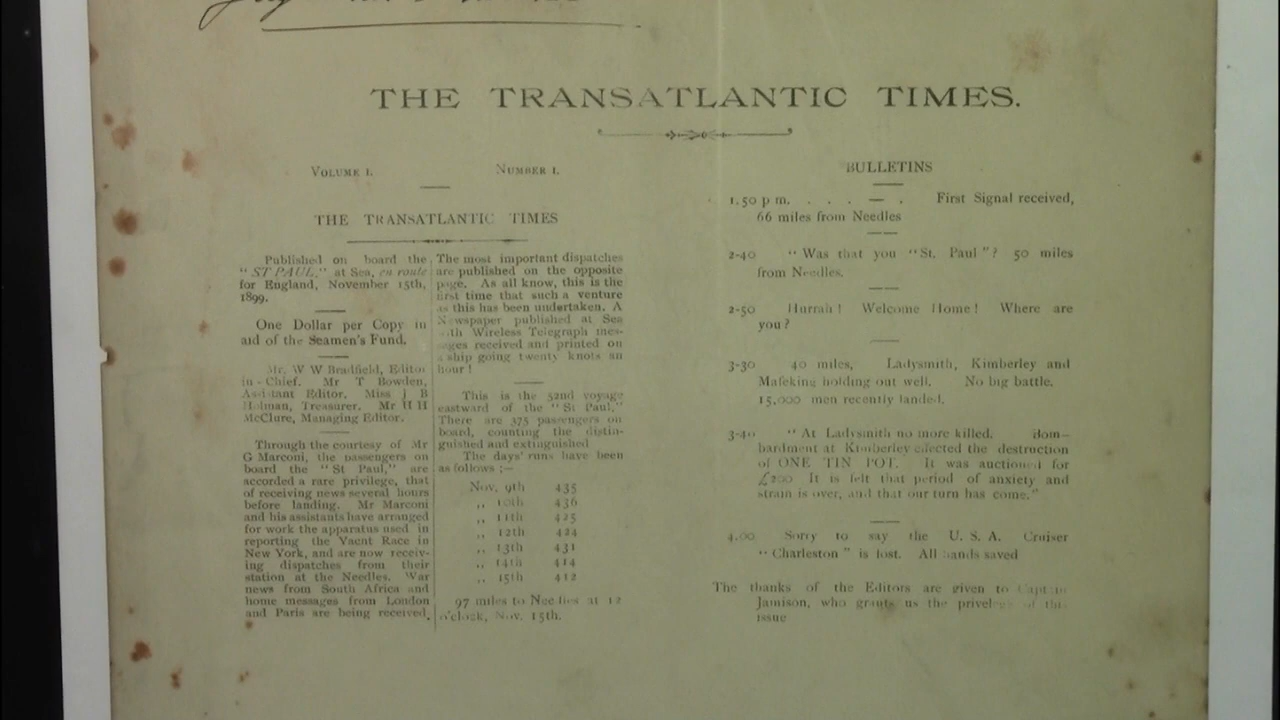 THE TRANSATLANTIC TIMES.
VOLUME I.
NUMBER I.
THE TRANSATLANTIC TIMES
Published on board the
"ST PAUL," at Sea, en route
for England, November 15th,
1899.
One Dollar per Copy in
aid of the Seamen's Fund.
Mr. W W Bradfield, Editor
in - Chief. Mr T Bowden,
Assistant Editor. Miss J B
Holman, Treasurer. Mr H H
McClure, Managing Editor.
Through the courtesy of Mr
G Marconi, the passengers on
board the "St Paul," are
accorded a rare privilege, that
of receiving news several hours
before landing. Mr Marconi
and his assistants have arranged
for work the apparatus used in
reporting the Yacht Race in
New York, and are now receiv-
ing dispatches from their
station at the Needles. War
news from South Africa and
home messages from London
and Paris are being received.
The most important dispatches
are published on the opposite
page. As all know, this is the
first time that such a venture
as this has been undertaken. A
Newspaper published at Sea
with Wireless Telegraph mes-
sages received and printed on
a ship going twenty knots an
hour !
This is the 52nd voyage
eastward of the "St Paul."
There are 375 passengers on
board, counting the distin-
guished and extinguished
The days' runs have been
as follows :—
Nov. 9th 435
,, 10th 436
,, 11th 425
,, 12th 424
,, 13th 431
,, 14th 414
,, 15th 412
97 miles to Needles at 12
o'clock, Nov. 15th.
BULLETINS
1.50 p m. . . . — . First Signal received,
66 miles from Needles
2-40 "Was that you "St. Paul"? 50 miles
from Needles.
2-50 Hurrah ! Welcome Home ! Where are
you ?
3-30 40 miles, Ladysmith, Kimberley and
Mafeking holding out well. No big battle.
15,000 men recently landed.
3-40 "At Ladysmith no more killed. Bom-
bardment at Kimberley effected the destruction
of ONE TIN POT. It was auctioned for
£200 It is felt that period of anxiety and
strain is over, and that our turn has come."
4.00 Sorry to say the U. S. A. Cruiser
"Charleston" is lost. All hands saved
The thanks of the Editors are given to Captain
Jamison, who grants us the privelege of this
issue